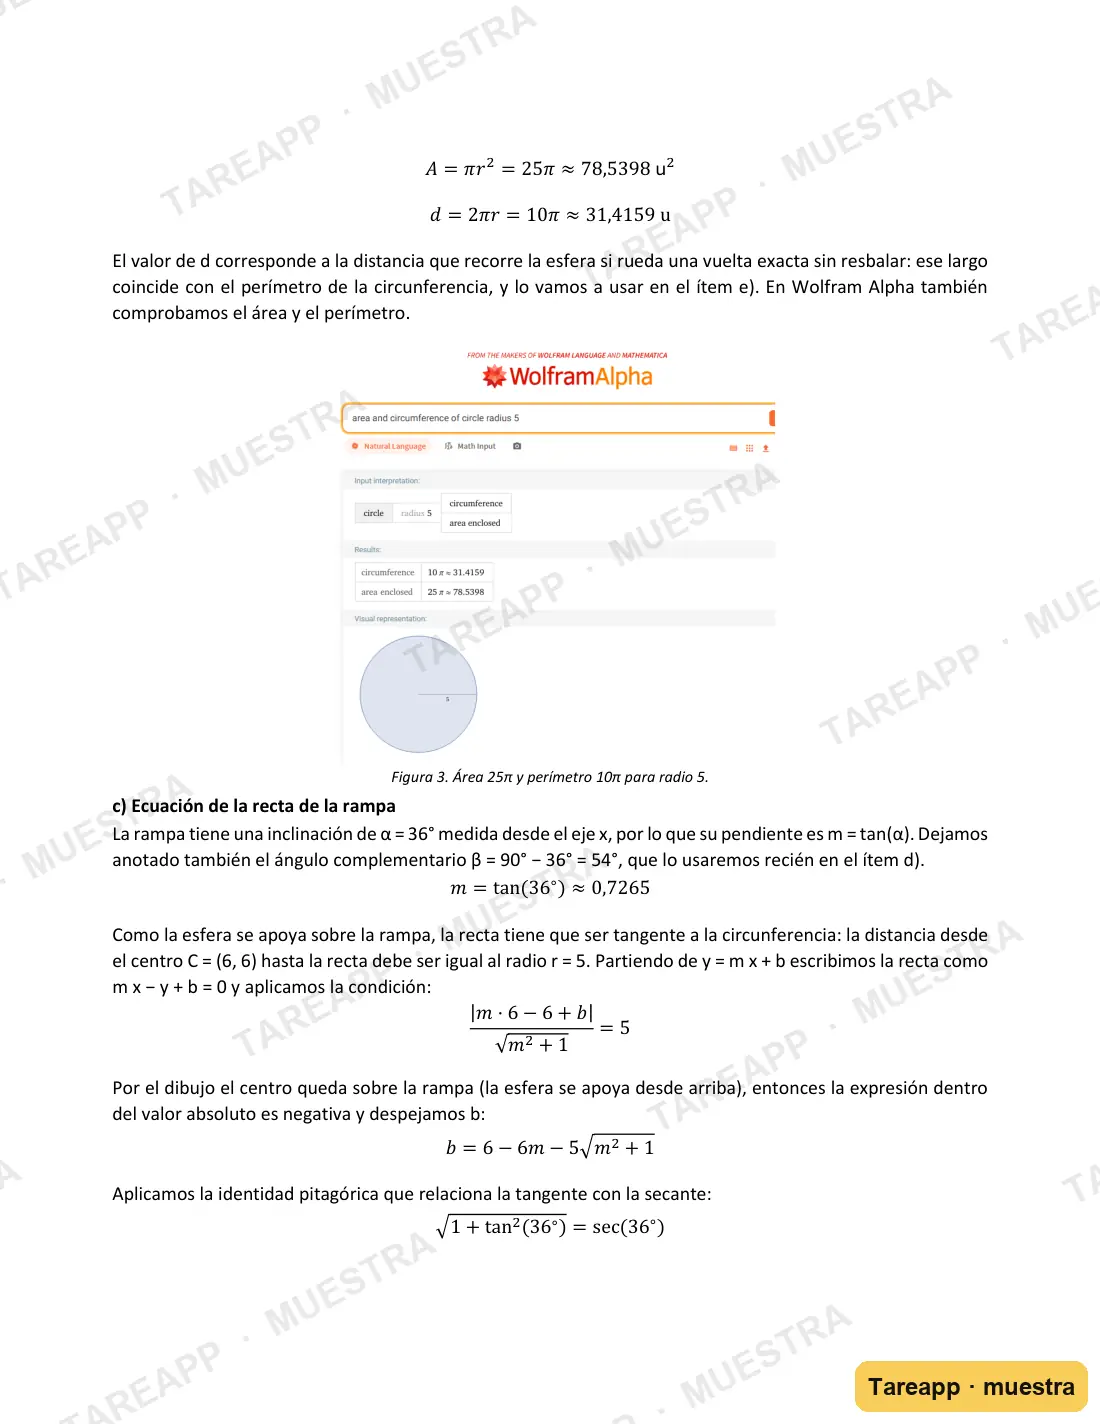 A = πr² = 25π ≈ 78,5398 u²
d = 2πr = 10π ≈ 31,4159 u
El valor de d corresponde a la distancia que recorre la esfera si rueda una vuelta exacta sin resbalar: ese largo
coincide con el perímetro de la circunferencia, y lo vamos a usar en el ítem e). En Wolfram Alpha también
comprobamos el área y el perímetro.
FROM THE MAKERS OF WOLFRAM LANGUAGE AND MATHEMATICA
WolframAlpha
area and circumference of circle radius 5
Natural Language Math Input
Input interpretation:
circle radius 5 circumference
area enclosed
Results:
circumference 10 π ≈ 31.4159
area enclosed 25 π ≈ 78.5398
Visual representation:
5
Figura 3. Área 25π y perímetro 10π para radio 5.
c) Ecuación de la recta de la rampa
La rampa tiene una inclinación de α = 36° medida desde el eje x, por lo que su pendiente es m = tan(α). Dejamos
anotado también el ángulo complementario β = 90° − 36° = 54°, que lo usaremos recién en el ítem d).
m = tan(36°) ≈ 0,7265
Como la esfera se apoya sobre la rampa, la recta tiene que ser tangente a la circunferencia: la distancia desde
el centro C = (6, 6) hasta la recta debe ser igual al radio r = 5. Partiendo de y = m x + b escribimos la recta como
m x − y + b = 0 y aplicamos la condición:
|m · 6 − 6 + b| / √(m² + 1) = 5
Por el dibujo el centro queda sobre la rampa (la esfera se apoya desde arriba), entonces la expresión dentro
del valor absoluto es negativa y despejamos b:
b = 6 − 6m − 5√(m² + 1)
Aplicamos la identidad pitagórica que relaciona la tangente con la secante:
√(1 + tan²(36°)) = sec(36°)
TAREAPP · MUESTRA
Tareapp · muestra